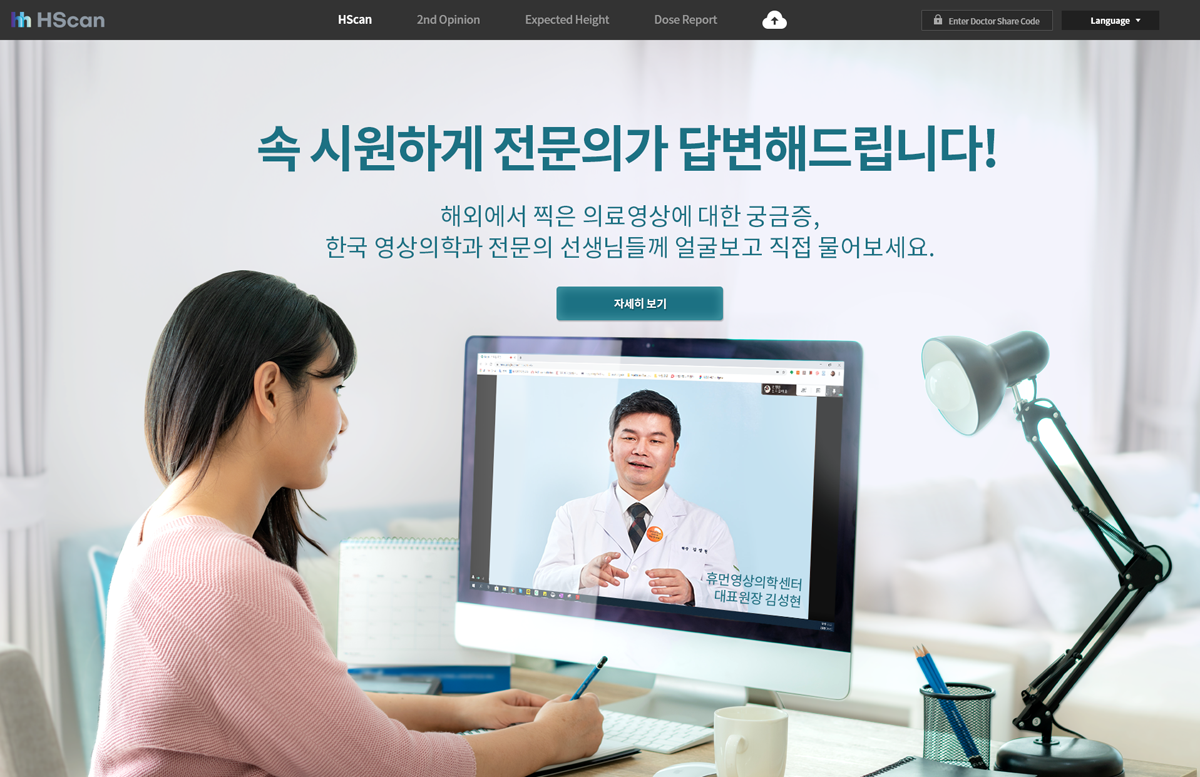 HScan
HScan
2nd Opinion
Expected Height
Dose Report
Enter Doctor Share Code
Language
속 시원하게 전문의가 답변해드립니다!
해외에서 찍은 의료영상에 대한 궁금증,
한국 영상의학과 전문의 선생님들께 얼굴보고 직접 물어보세요.
자세히 보기
휴먼영상의학센터
대표원장 김성현